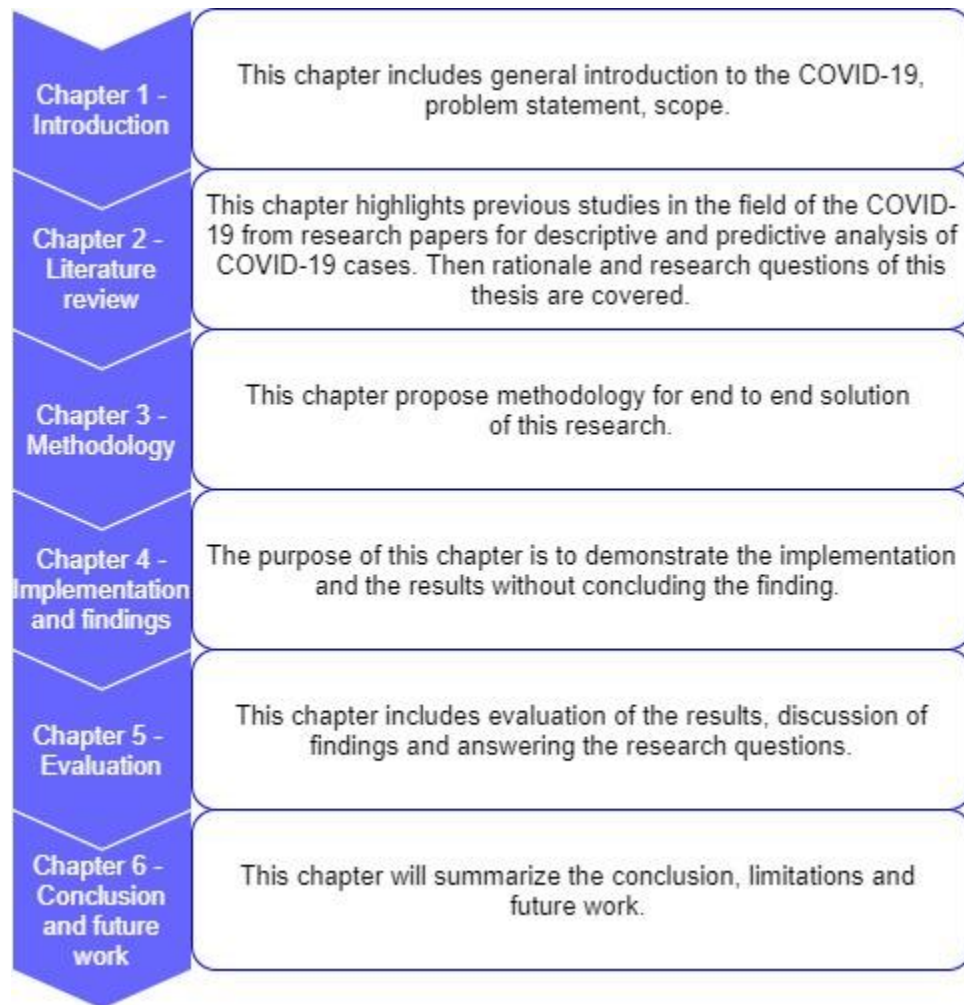 Chapter 1 -
Introduction
This chapter includes general introduction to the COVID-19,
problem statement, scope.
Chapter 2 -
Literature
review
This chapter highlights previous studies in the field of the COVID-
19 from research papers for descriptive and predictive analysis of
COVID-19 cases. Then rationale and research questions of this
thesis are covered.
Chapter 3 -
Methodology
This chapter propose methodology for end to end solution
of this research.
Chapter 4 -
Implementation
and findings
The purpose of this chapter is to demonstrate the implementation
and the results without concluding the finding.
Chapter 5 -
Evaluation
This chapter includes evaluation of the results, discussion of
findings and answering the research questions.
Chapter 6 -
Conclusion
and future
work
This chapter will summarize the conclusion, limitations and
future work.